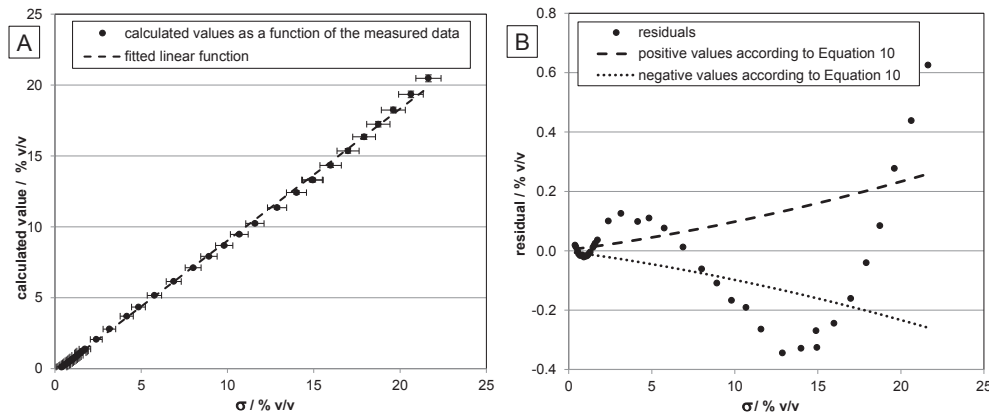 A
calculated values as a function of the measured data
fitted linear function
calculated value / % v/v
25
20
15
10
5
0
0 5 10 15 20 25
σ / % v/v
B
residuals
positive values according to Equation 10
negative values according to Equation 10
residual / % v/v
0.8
0.6
0.4
0.2
0.0
-0.2
-0.4
0 5 10 15 20 25
σ / % v/v